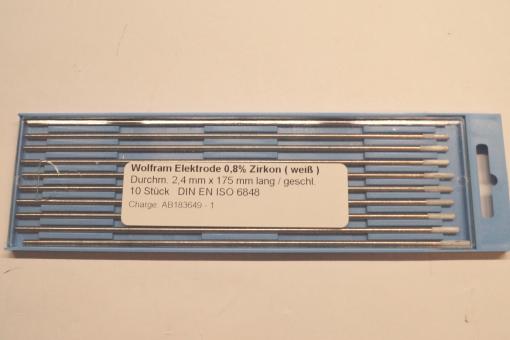 Wolfram Elektrode 0,8% Zirkon ( weiß )
Durchm. 2,4 mm x 175 mm lang / geschl.
10 Stück DIN EN ISO 6848
Charge: AB183649 - 1